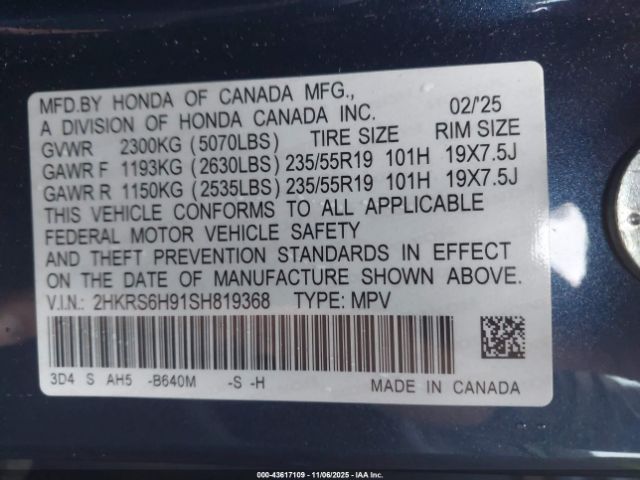 MFD.BY HONDA OF CANADA MFG.,
A DIVISION OF HONDA CANADA INC. 02/'25
GVWR 2300KG (5070LBS) TIRE SIZE RIM SIZE
GAWR F 1193KG (2630LBS) 235/55R19 101H 19X7.5J
GAWR R 1150KG (2535LBS) 235/55R19 101H 19X7.5J
THIS VEHICLE CONFORMS TO ALL APPLICABLE
FEDERAL MOTOR VEHICLE SAFETY
AND THEFT PREVENTION STANDARDS IN EFFECT
ON THE DATE OF MANUFACTURE SHOWN ABOVE.
V.I.N.: 2HKRS6H91SH819368 TYPE: MPV
3D4 S AH5 -B640M -S -H MADE IN CANADA
000-43617109 - 11/06/2025 - IAA Inc.